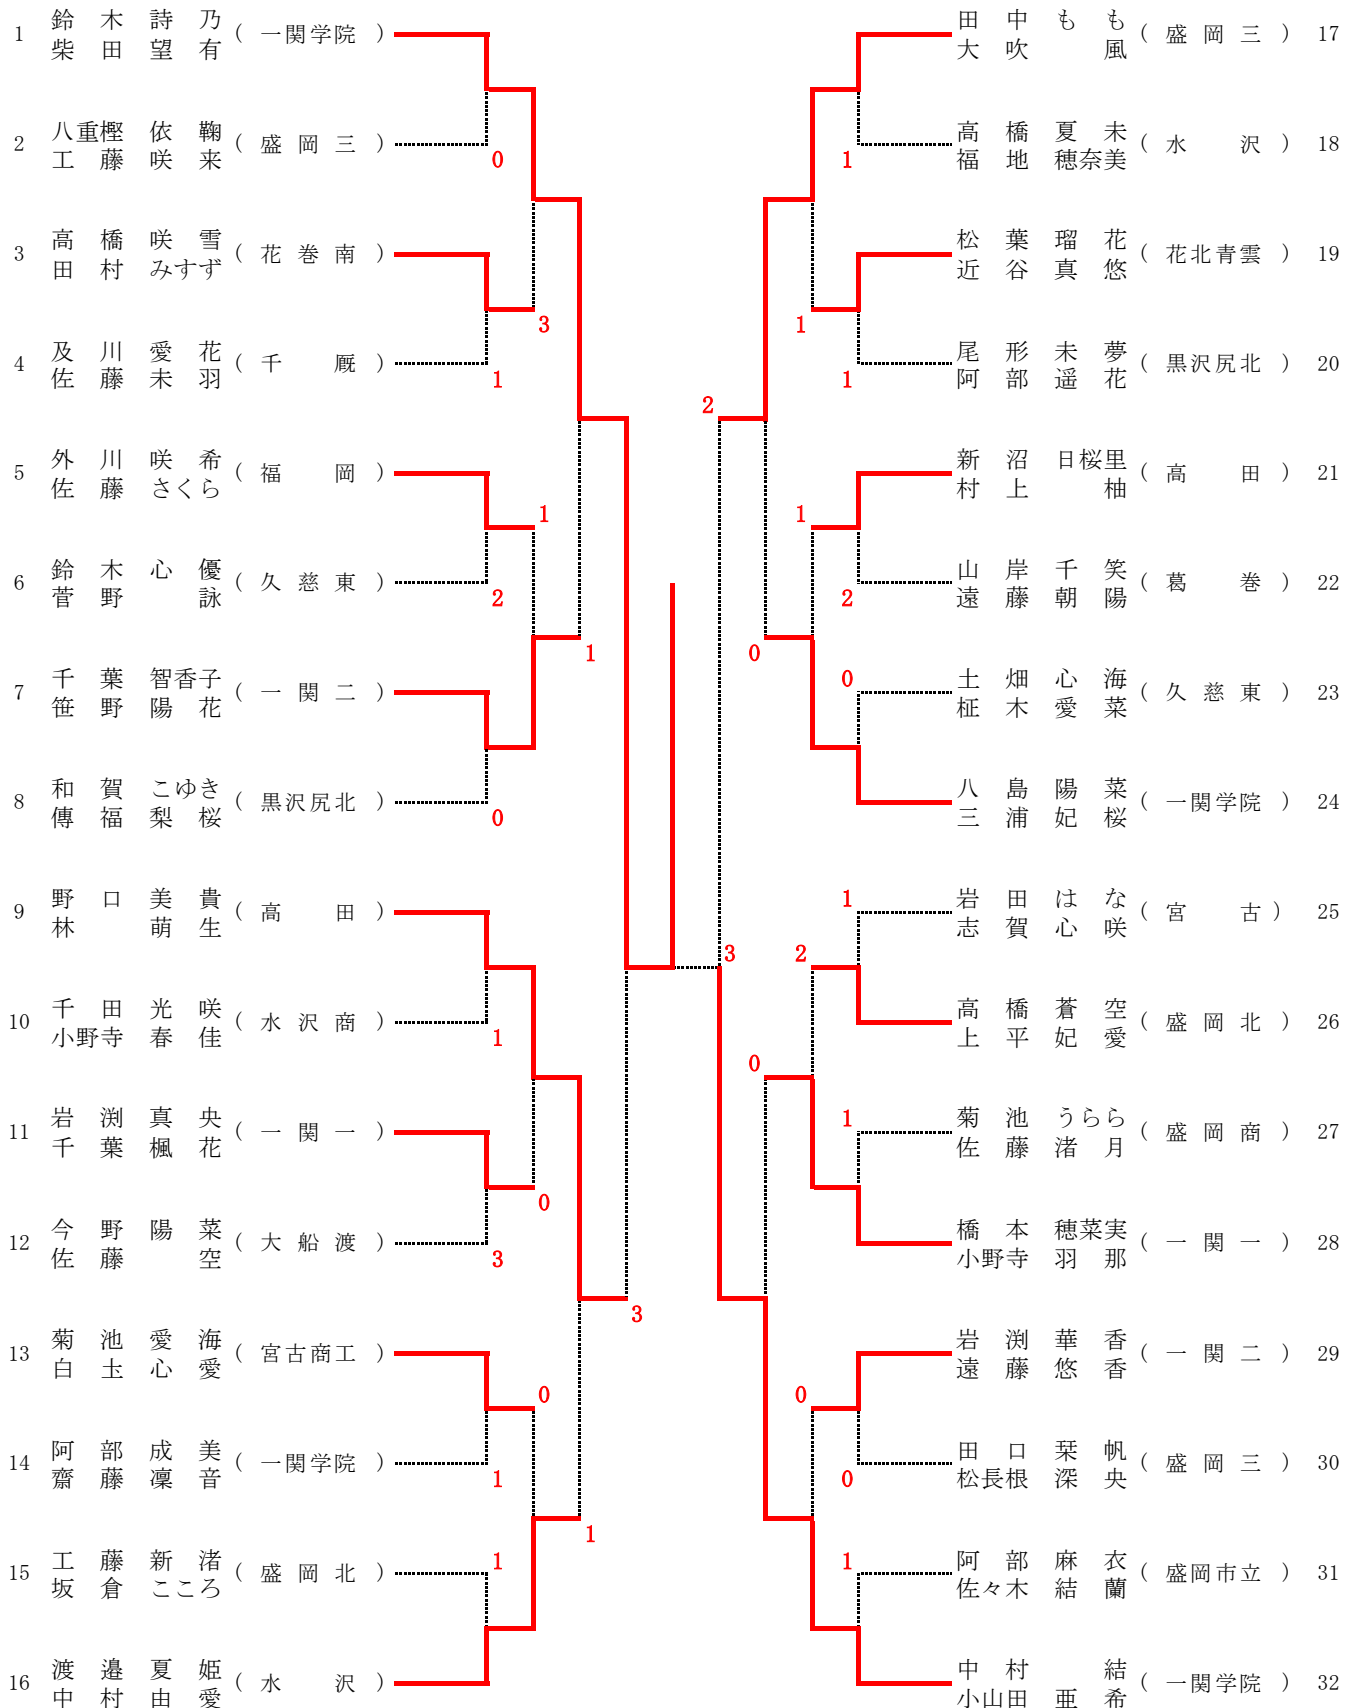 1 鈴木詩乃 (一関学院)
柴田望有
2 八重樫依鞠 (盛岡三)
工藤咲来
0
3 高橋咲雪 (花巻南)
田村みすず
3
4 及川愛花 (千厩)
佐藤未羽
1
5 外川咲希 (福岡)
佐藤さくら
1
6 鈴木心優 (久慈東)
菅野詠
2
1
7 千葉智香子 (一関二)
笹野陽花
8 和賀こゆき (黒沢尻北)
傳福梨桜
0
9 野口美貴 (高田)
林萌生
10 千田光咲 (水沢商)
小野寺春佳
1
11 岩渕真央 (一関一)
千葉楓花
0
12 今野陽菜 (大船渡)
佐藤空
3
3
13 菊池愛海 (宮古商工)
白圡心愛
0
14 阿部成美 (一関学院)
齋藤凜音
1
1
15 工藤新渚 (盛岡北)
坂倉こころ
1
16 渡邉夏姫 (水沢)
中村由愛
田中もも (盛岡三) 17
大吹風
高橋夏未 (水沢) 18
福地穂奈美
1
松葉瑠花 (花北青雲) 19
近谷真悠
1
尾形未夢 (黒沢尻北) 20
阿部遥花
1
2
新沼日桜里 (高田) 21
村上柚
1
山岸千笑 (葛巻) 22
遠藤朝陽
2
0
土畑心海 (久慈東) 23
柾木愛菜
0
八島陽菜 (一関学院) 24
三浦妃桜
岩田はな (宮古) 25
志賀心咲
1
3
2
高橋蒼空 (盛岡北) 26
上平妃愛
0
菊池うらら (盛岡商) 27
佐藤渚月
1
橋本穂菜実 (一関一) 28
小野寺羽那
岩渕華香 (一関二) 29
遠藤悠香
0
田口栞帆 (盛岡三) 30
松長根深央
0
阿部麻衣 (盛岡市立) 31
佐々木結蘭
1
中村結 (一関学院) 32
小山田亜希